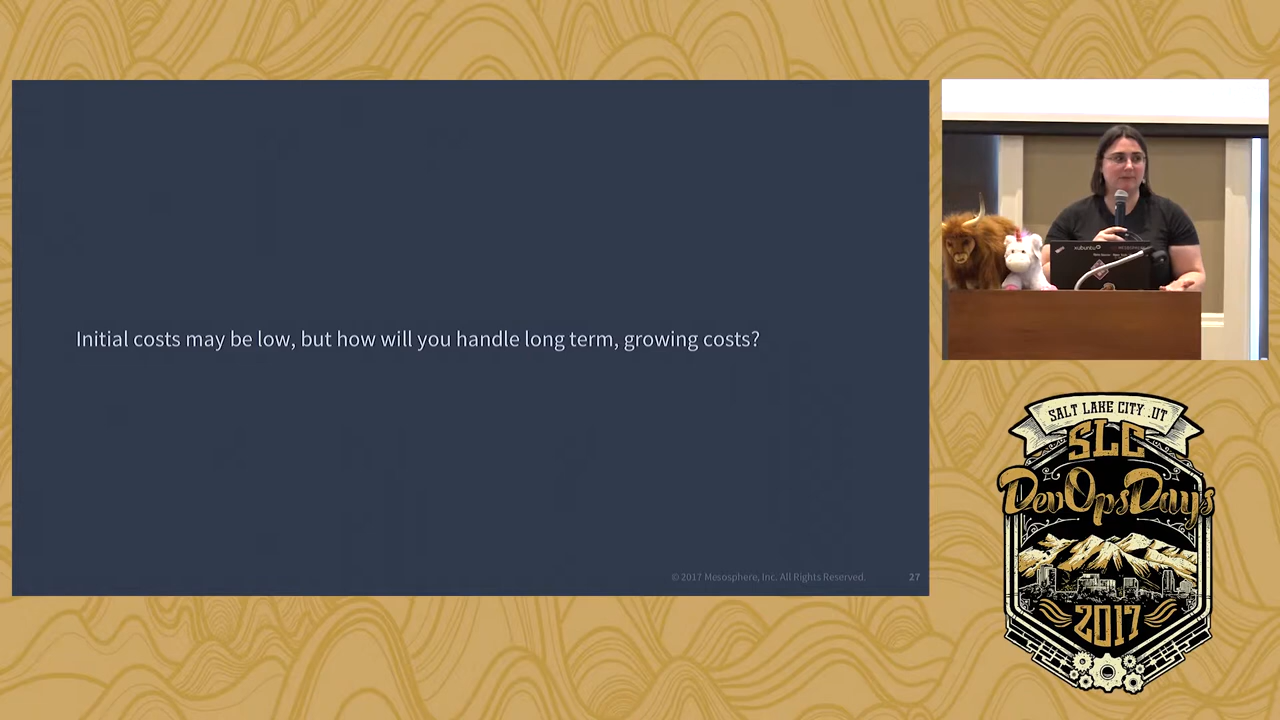 Initial costs may be low, but how will you handle long term, growing costs?
© 2017 Mesosphere, Inc. All Rights Reserved.
27
xubuntu
SALT LAKE CITY .UT
SLC
DevOpsDays
2017